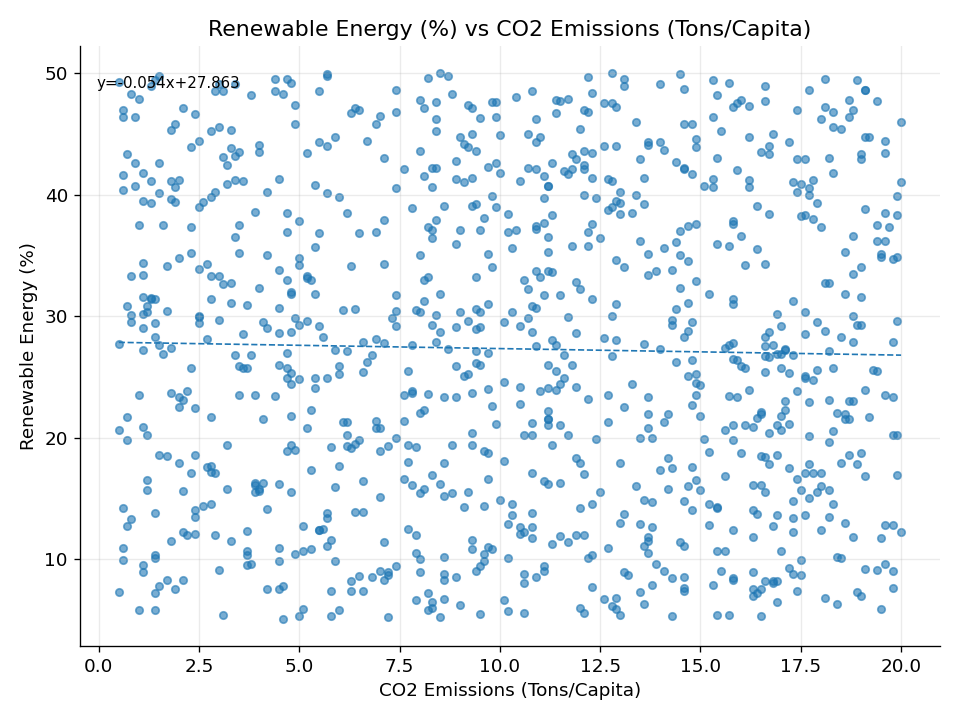 Renewable Energy (%) vs CO2 Emissions (Tons/Capita)
y=-0.054x+27.863
Renewable Energy (%)
50
40
30
20
10
0.0 2.5 5.0 7.5 10.0 12.5 15.0 17.5 20.0
CO2 Emissions (Tons/Capita)